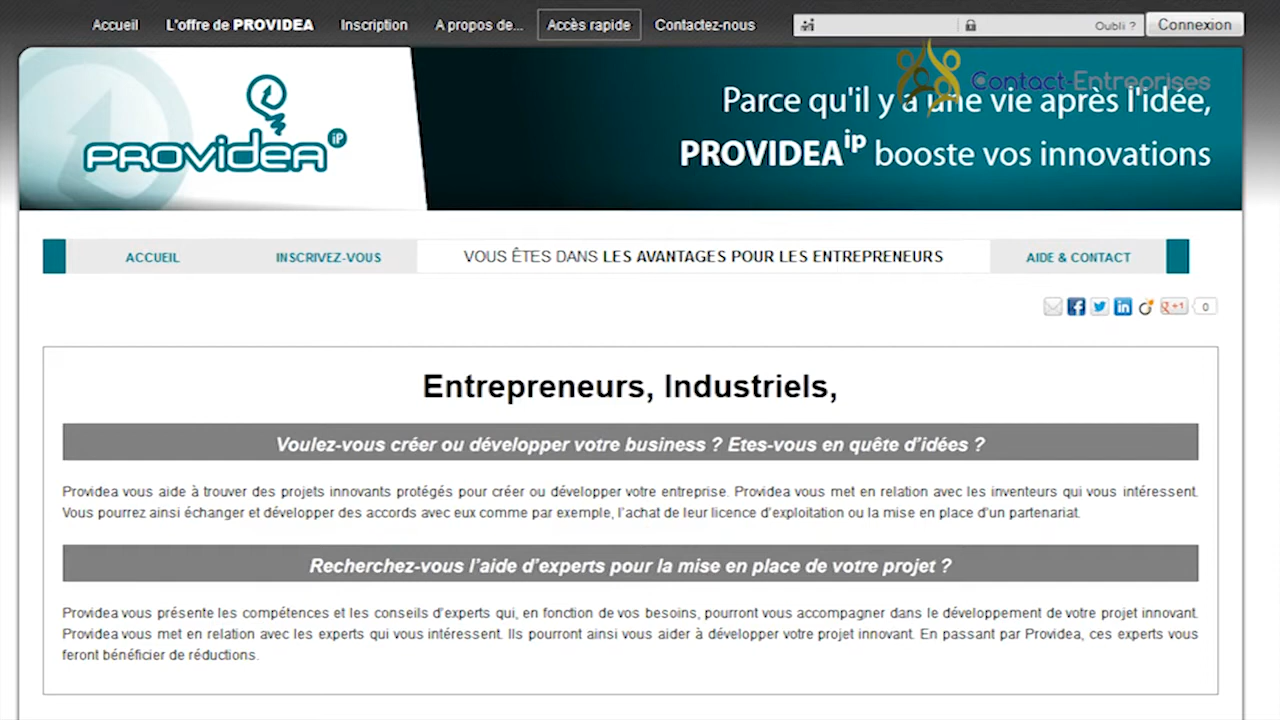 Accueil L'offre de PROVIDEA Inscription A propos de... Accès rapide Contactez-nous Oubli ? Connexion
Contact-Entreprises
PROVIDEA iP
Parce qu'il y a une vie après l'idée,
PROVIDEAip booste vos innovations
ACCUEIL INSCRIVEZ-VOUS VOUS ÊTES DANS LES AVANTAGES POUR LES ENTREPRENEURS AIDE & CONTACT
g+1 0
Entrepreneurs, Industriels,
Voulez-vous créer ou développer votre business ? Etes-vous en quête d'idées ?
Providea vous aide à trouver des projets innovants protégés pour créer ou développer votre entreprise. Providea vous met en relation avec les inventeurs qui vous intéressent.
Vous pourrez ainsi échanger et développer des accords avec eux comme par exemple, l'achat de leur licence d'exploitation ou la mise en place d'un partenariat.
Recherchez-vous l'aide d'experts pour la mise en place de votre projet ?
Providea vous présente les compétences et les conseils d'experts qui, en fonction de vos besoins, pourront vous accompagner dans le développement de votre projet innovant.
Providea vous met en relation avec les experts qui vous intéressent. Ils pourront ainsi vous aider à développer votre projet innovant. En passant par Providea, ces experts vous
feront bénéficier de réductions.